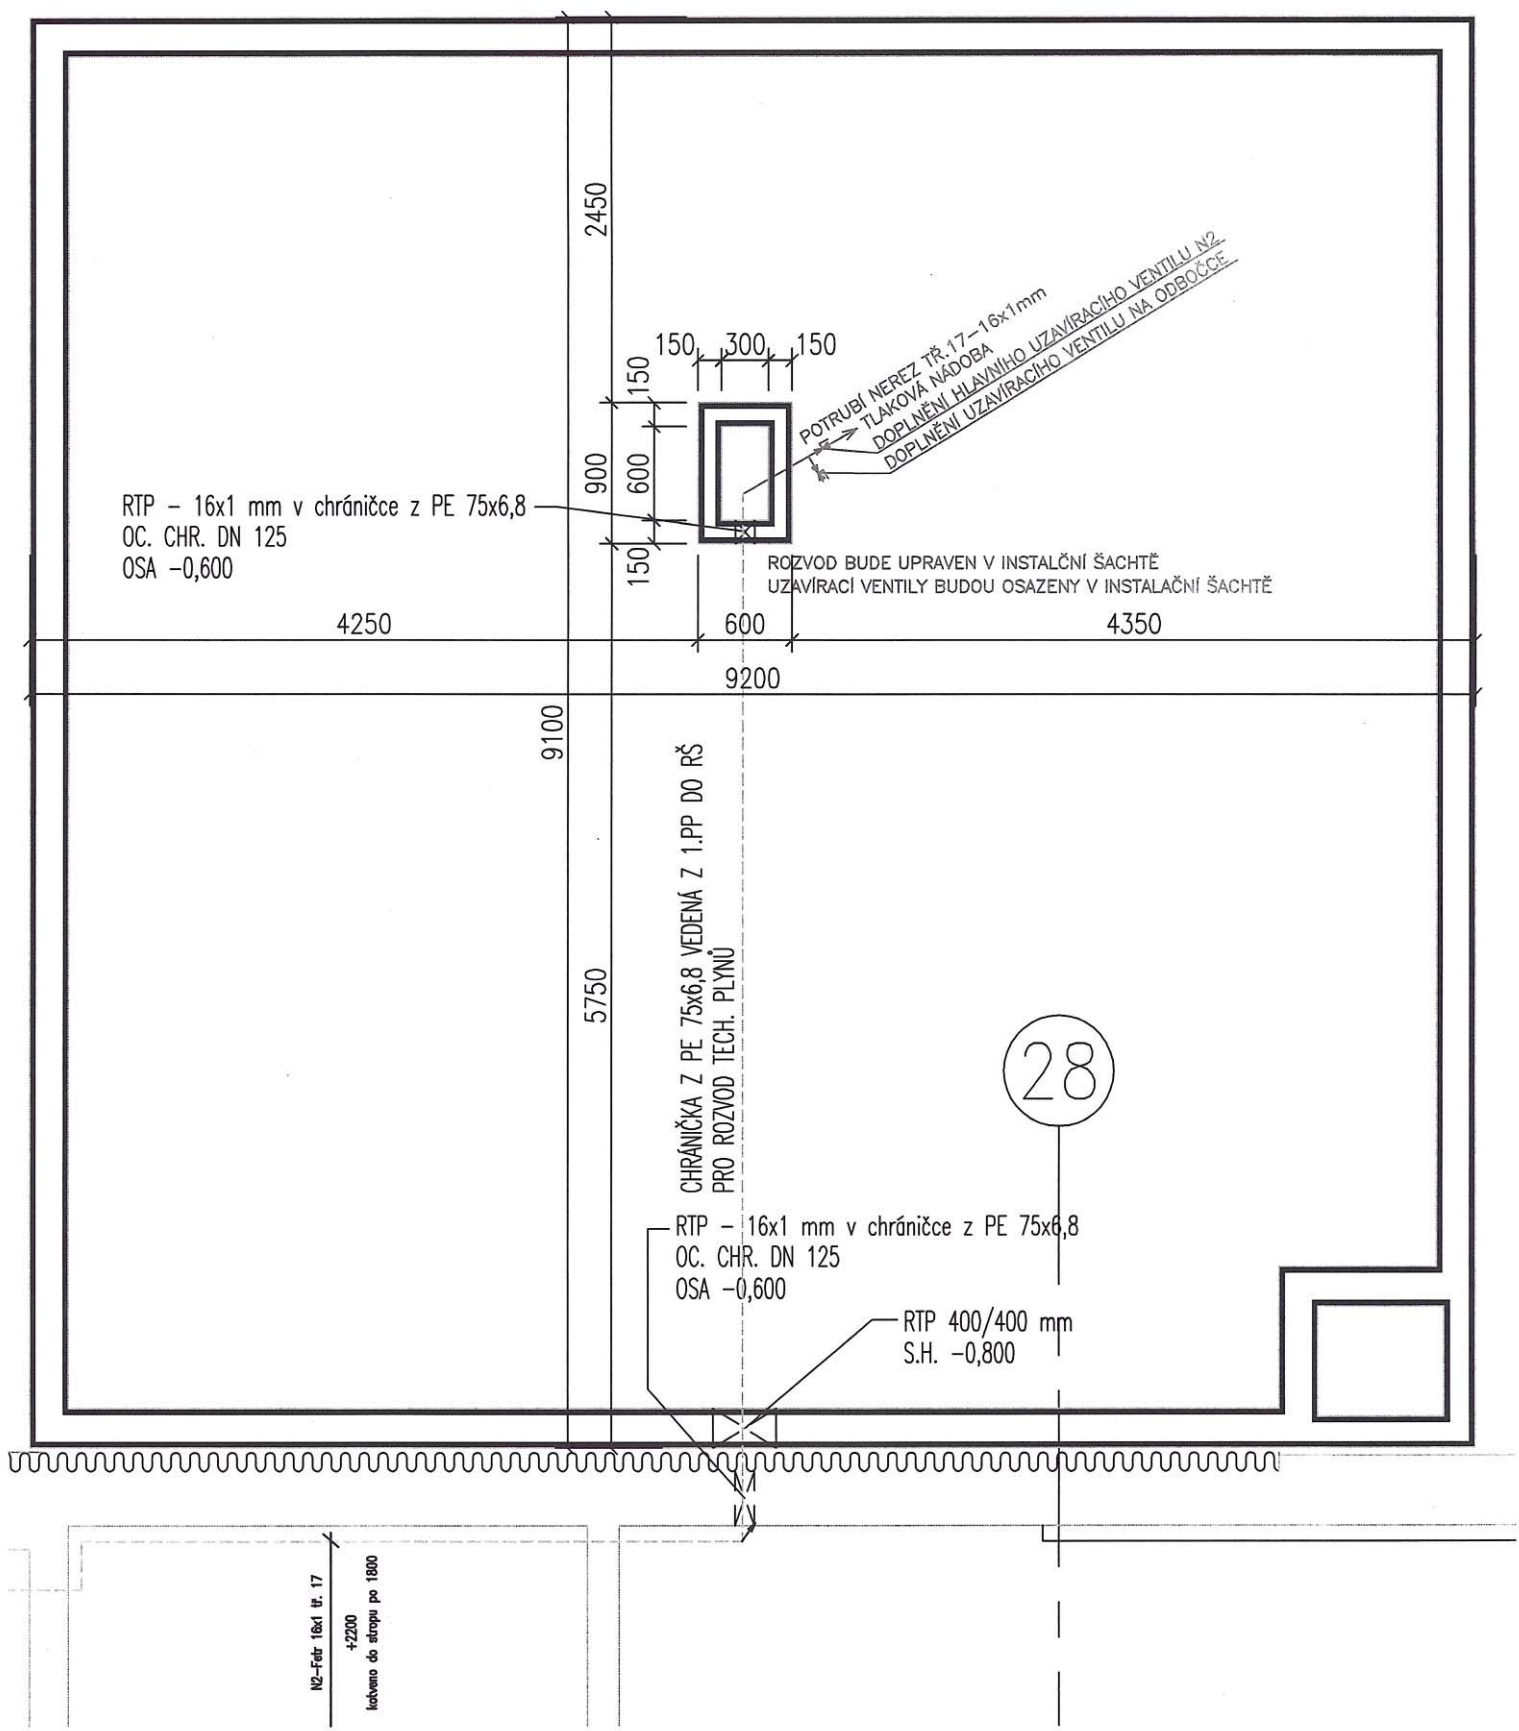 2450
POTRUBÍ NEREZ TŘ.17-16x1mm
TLAKOVÁ NÁDOBA
DOPLNĚNÍ HLAVNÍHO UZAVÍRACÍHO VENTILU N2
DOPLNĚNÍ UZAVÍRACÍHO VENTILU NA ODBOČCE
150 300 150
150
900
600
150
RTP - 16x1 mm v chráničce z PE 75x6,8
OC. CHR. DN 125
OSA -0,600
ROZVOD BUDE UPRAVEN V INSTALČNÍ ŠACHTĚ
UZAVÍRACÍ VENTILY BUDOU OSAZENY V INSTALAČNÍ ŠACHTĚ
4250 600 4350
9200
9100
5750
CHRÁNIČKA Z PE 75x6,8 VEDENÁ Z 1.PP DO RŠ
PRO ROZVOD TECH. PLYNŮ
28
RTP - 16x1 mm v chráničce z PE 75x6,8
OC. CHR. DN 125
OSA -0,600
RTP 400/400 mm
S.H. -0,800
N2-Fetr 16x1 tř. 17
+2200
kotveno do stropu po 1800